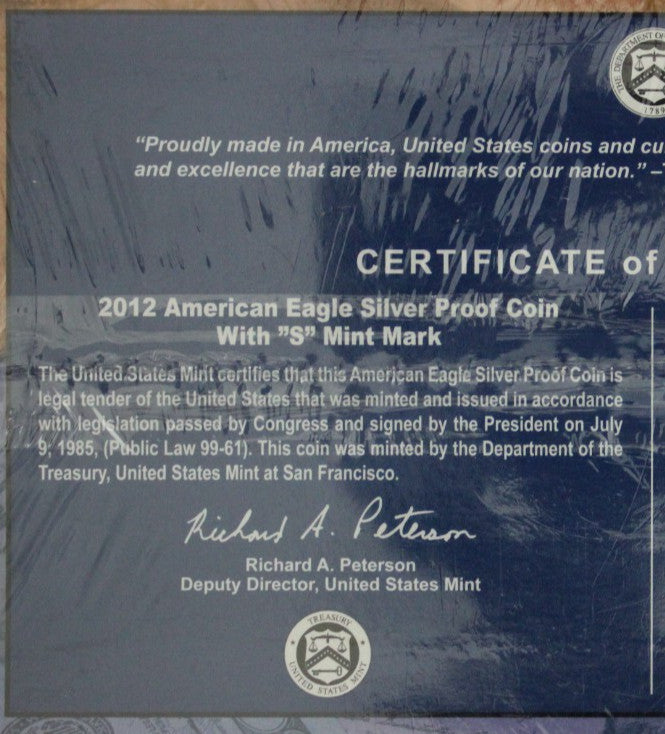 THE DEPARTMENT OF
1789
“Proudly made in America, United States coins and cu
and excellence that are the hallmarks of our nation.” –
CERTIFICATE of
2012 American Eagle Silver Proof Coin
With ”S” Mint Mark
The United States Mint certifies that this American Eagle Silver Proof Coin is
legal tender of the United States that was minted and issued in accordance
with legislation passed by Congress and signed by the President on July
9, 1985, (Public Law 99-61). This coin was minted by the Department of the
Treasury, United States Mint at San Francisco.
Richard A. Peterson
Richard A. Peterson
Deputy Director, United States Mint
TREASURY
UNITED STATES MINT